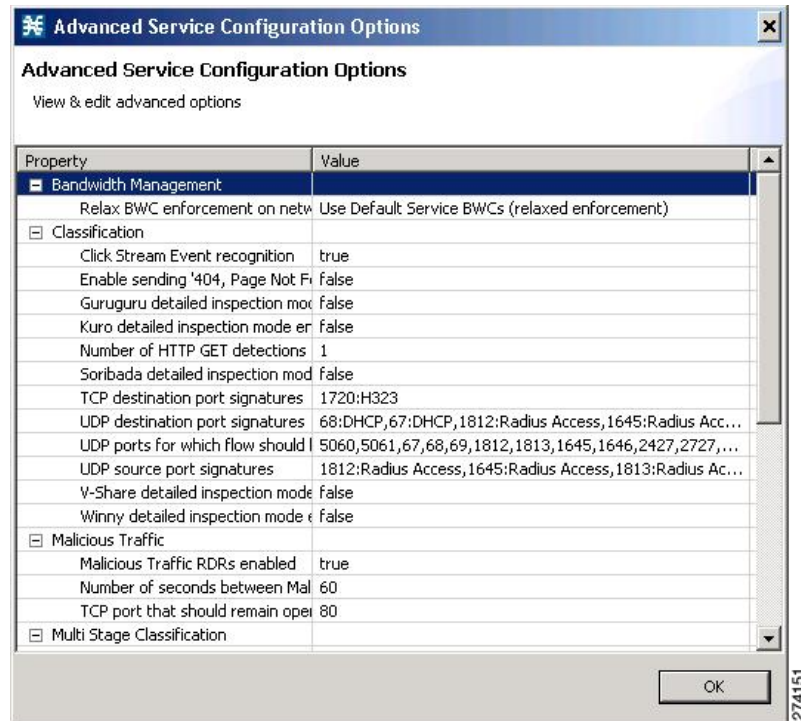 Advanced Service Configuration Options
Advanced Service Configuration Options
View & edit advanced options
Property Value
Bandwidth Management
Relax BWC enforcement on netw Use Default Service BWCs (relaxed enforcement)
Classification
Click Stream Event recognition true
Enable sending '404, Page Not F false
Guruguru detailed inspection mod false
Kuro detailed inspection mode en false
Number of HTTP GET detections 1
Soribada detailed inspection mod false
TCP destination port signatures 1720:H323
UDP destination port signatures 68:DHCP,67:DHCP,1812:Radius Access,1645:Radius Acc...
UDP ports for which flow should 5060,5061,67,68,69,1812,1813,1645,1646,2427,2727,...
UDP source port signatures 1812:Radius Access,1645:Radius Access,1813:Radius Ac...
V-Share detailed inspection mode false
Winny detailed inspection mode false
Malicious Traffic
Malicious Traffic RDRs enabled true
Number of seconds between Mal 60
TCP port that should remain open 80
Multi Stage Classification
OK
274151